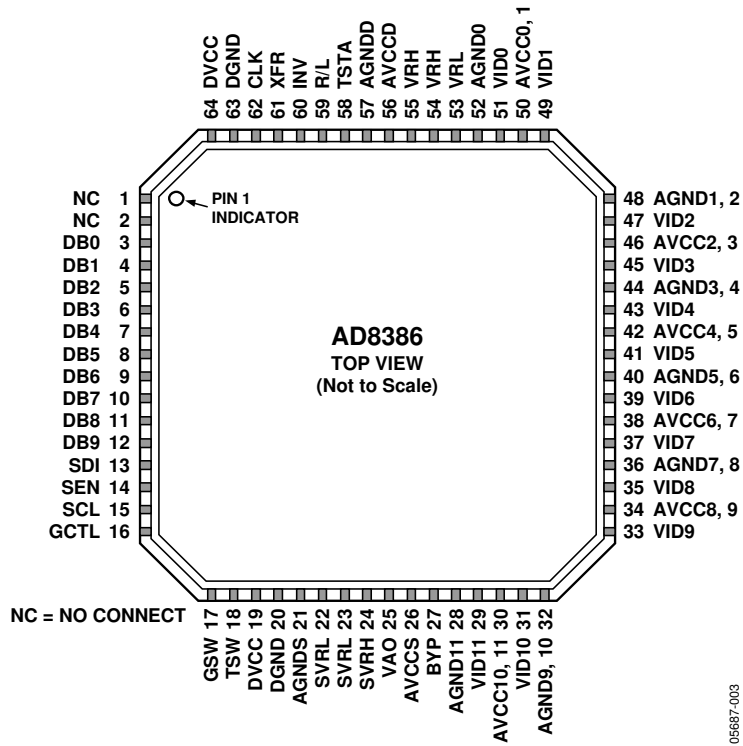 64 DVCC
63 DGND
62 CLK
61 XFR
60 INV
59 R/L
58 TSTA
57 AGNDD
56 AVCCD
55 VRH
54 VRH
53 VRL
52 AGND0
51 VID0
50 AVCC0, 1
49 VID1
NC 1
NC 2
DB0 3
DB1 4
DB2 5
DB3 6
DB4 7
DB5 8
DB6 9
DB7 10
DB8 11
DB9 12
SDI 13
SEN 14
SCL 15
GCTL 16
PIN 1
INDICATOR
AD8386
TOP VIEW
(Not to Scale)
48 AGND1, 2
47 VID2
46 AVCC2, 3
45 VID3
44 AGND3, 4
43 VID4
42 AVCC4, 5
41 VID5
40 AGND5, 6
39 VID6
38 AVCC6, 7
37 VID7
36 AGND7, 8
35 VID8
34 AVCC8, 9
33 VID9
NC = NO CONNECT
GSW 17
TSW 18
DVCC 19
DGND 20
AGNDS 21
SVRL 22
SVRL 23
SVRH 24
VAO 25
AVCCS 26
BYP 27
AGND11 28
VID11 29
AVCC10, 11 30
VID10 31
AGND9, 10 32
05687-003